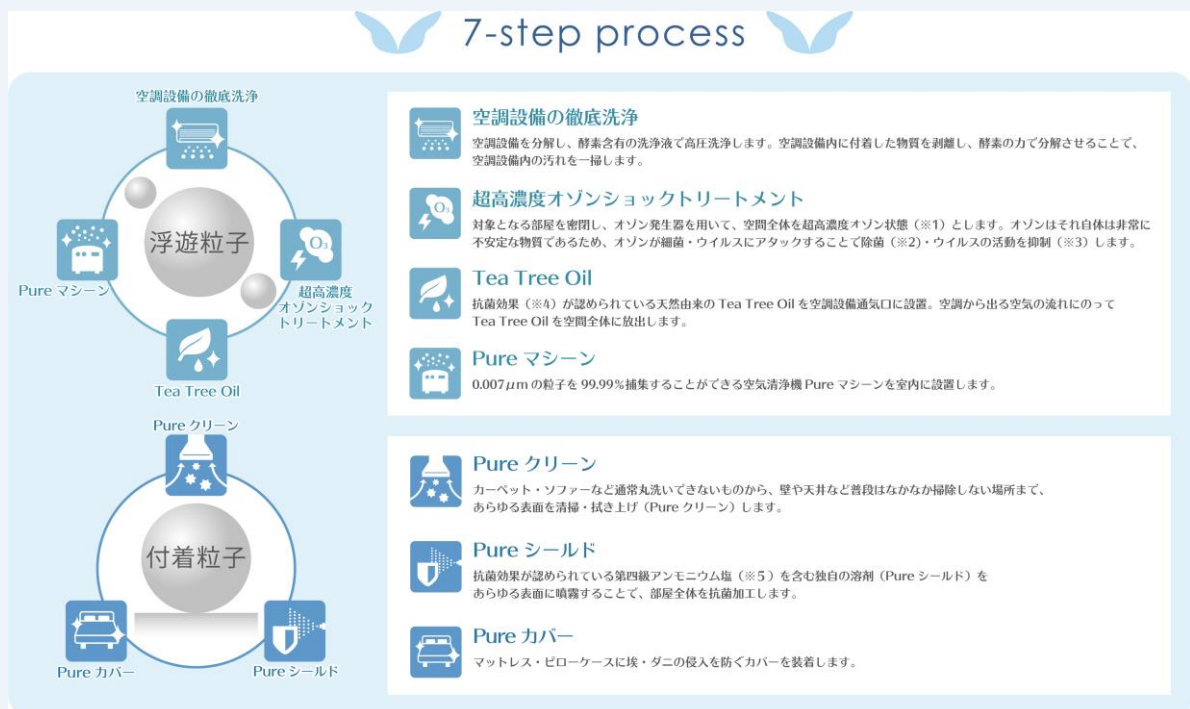 7-step process
空調設備の徹底洗浄
浮遊粒子
Pure マシーン
超高濃度
オゾンショック
トリートメント
Tea Tree Oil
空調設備の徹底洗浄
空調設備を分解し、酵素含有の洗浄液で高圧洗浄します。空調設備内に付着した物質を剥離し、酵素の力で分解させることで、
空調設備内の汚れを一掃します。
O₃
超高濃度オゾンショックトリートメント
対象となる部屋を密閉し、オゾン発生器を用いて、空間全体を超高濃度オゾン状態（※1）とします。オゾンはそれ自体は非常に
不安定な物質であるため、オゾンが細菌・ウイルスにアタックすることで除菌（※2）・ウイルスの活動を抑制（※3）します。
O₃
Tea Tree Oil
抗菌効果（※4）が認められている天然由来の Tea Tree Oil を空調設備通気口に設置。空調から出る空気の流れにのって
Tea Tree Oil を空間全体に放出します。
Pure マシーン
0.007μm の粒子を 99.99% 捕集することができる空気清浄機 Pure マシーンを室内に設置します。
Pure クリーン
付着粒子
Pure カバー
Pure シールド
Pure クリーン
カーペット・ソファーなど通常丸洗いできないものから、壁や天井など普段はなかなか掃除しない場所まで、
あらゆる表面を清掃・拭き上げ（Pure クリーン）します。
Pure シールド
抗菌効果が認められている第四級アンモニウム塩（※5）を含む独自の溶剤（Pure シールド）を
あらゆる表面に噴霧することで、部屋全体を抗菌加工します。
Pure カバー
マットレス・ピローケースに埃・ダニの侵入を防ぐカバーを装着します。